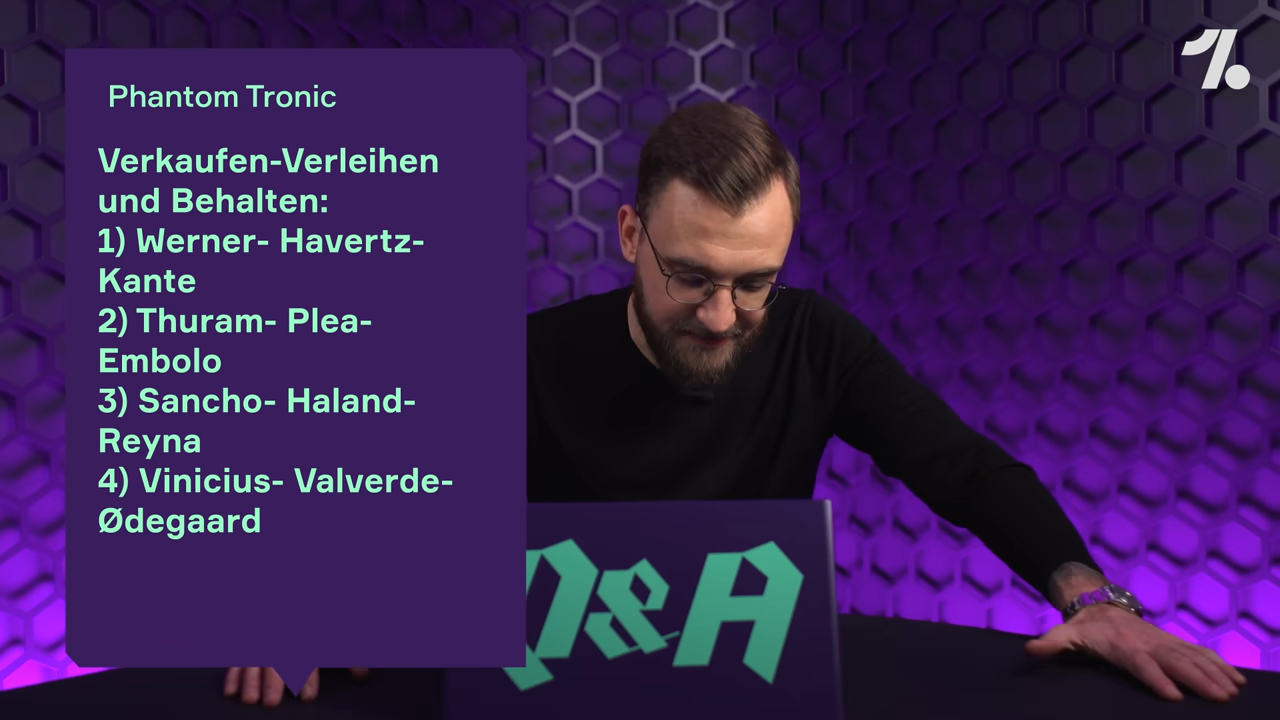 Phantom Tronic
Verkaufen-Verleihen
und Behalten:
1) Werner- Havertz-
Kante
2) Thuram- Plea-
Embolo
3) Sancho- Haland-
Reyna
4) Vinicius- Valverde-
Ødegaard
&A